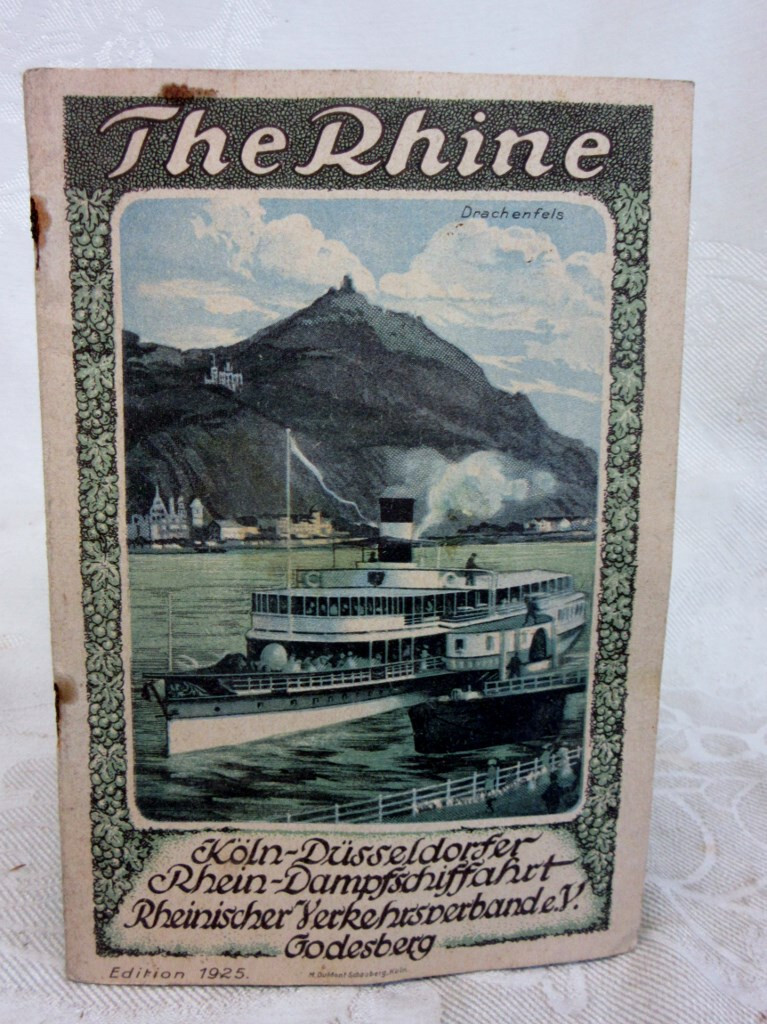 The Rhine
Drachenfels
Köln-Düsseldorfer
Rhein-Dampfschiffahrt
Rheinischer Verkehrsverband e.V.
Godesberg
Edition 1925.